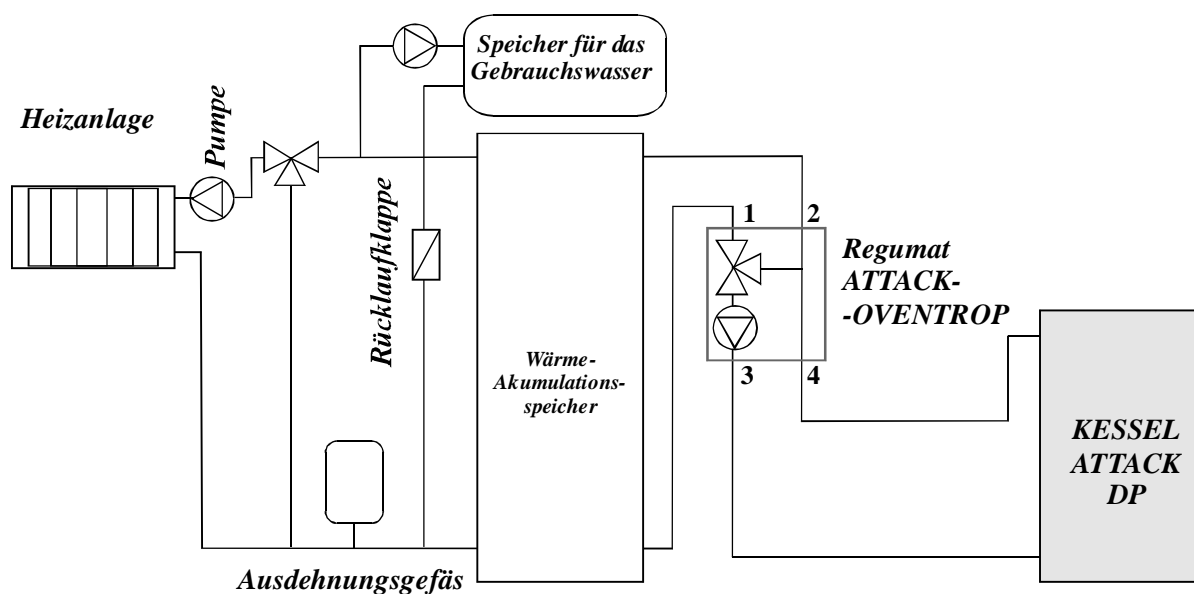 Speicher für das
Gebrauchswasser
Heizanlage
Pumpe
Rücklaufklappe
1 2
Regumat
ATTACK-
-OVENTROP
3 4
Wärme-
Akumulations-
speicher
KESSEL
ATTACK
DP
Ausdehnungsgefäs